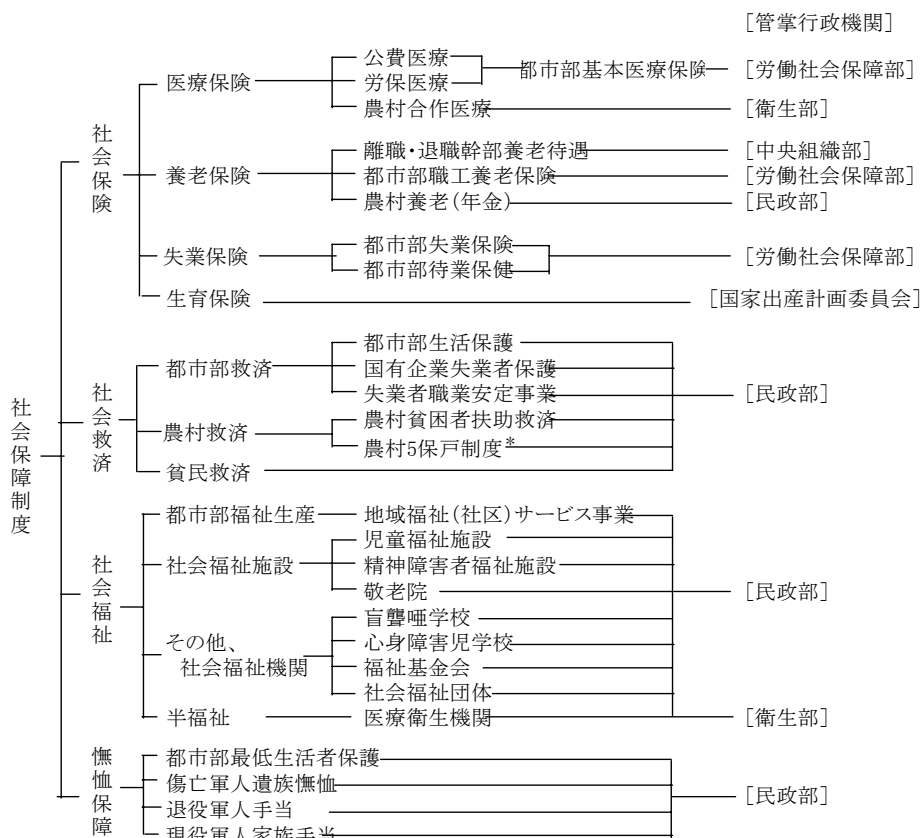 [管掌行政機関]
社会保障制度
社会保険
医療保険
公費医療
労保医療
都市部基本医療保険
[労働社会保障部]
農村合作医療
[衛生部]
養老保険
離職・退職幹部養老待遇
[中央組織部]
都市部職工養老保険
[労働社会保障部]
農村養老(年金)
[民政部]
失業保険
都市部失業保険
都市部待業保健
[労働社会保障部]
生育保険
[国家出産計画委員会]
社会救済
都市部救済
都市部生活保護
国有企業失業者保護
失業者職業安定事業
[民政部]
農村救済
農村貧困者扶助救済
農村5保戸制度*
貧民救済
社会福祉
都市部福祉生産
地域福祉(社区)サービス事業
社会福祉施設
児童福祉施設
精神障害者福祉施設
敬老院
[民政部]
その他、
社会福祉機関
盲聾唖学校
心身障害児学校
福祉基金会
社会福祉団体
半福祉
医療衛生機関
[衛生部]
憮恤保障
都市部最低生活者保護
傷亡軍人遺族憮恤
退役軍人手当
現役軍人家族手当
[民政部]